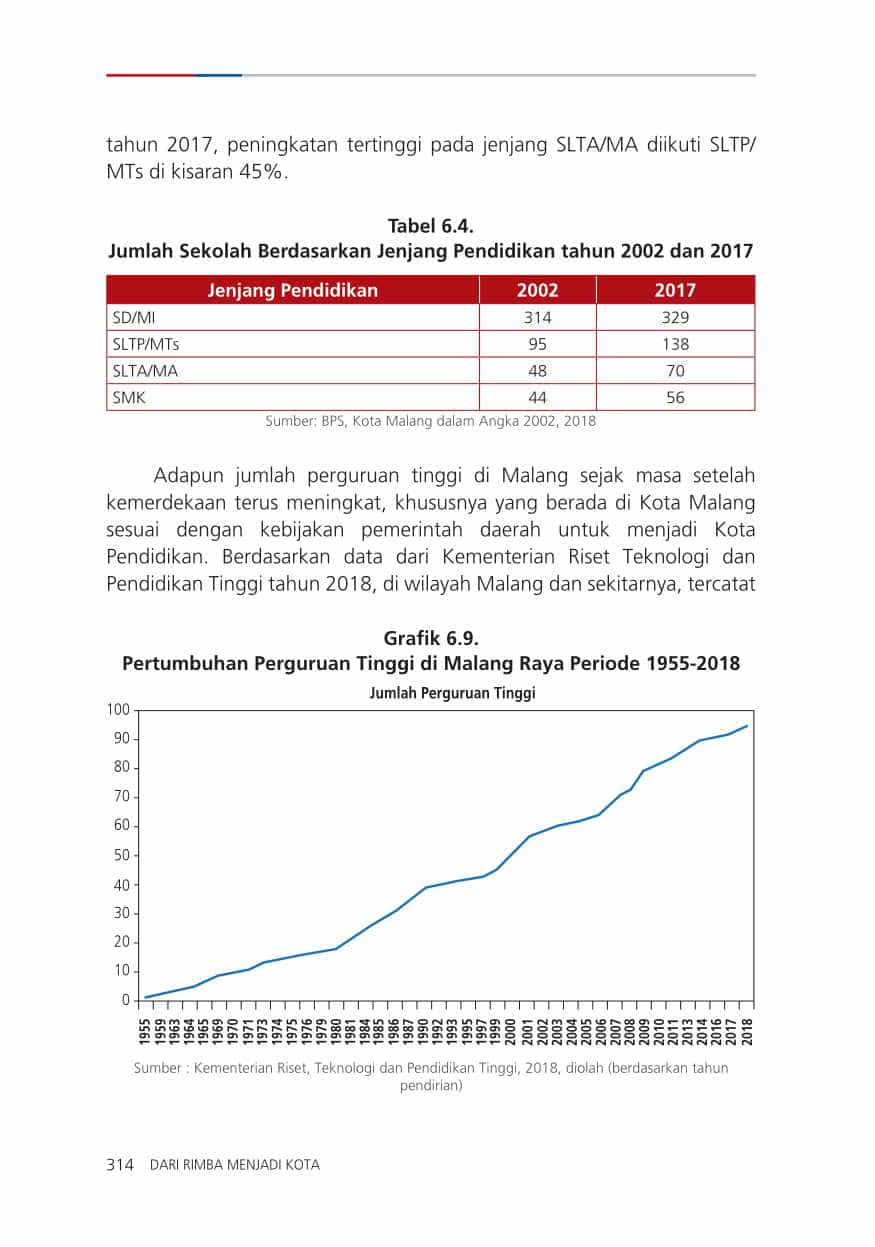 tahun 2017, peningkatan tertinggi pada jenjang SLTA/MA diikuti SLTP/
MTs di kisaran 45%.
Tabel 6.4.
Jumlah Sekolah Berdasarkan Jenjang Pendidikan tahun 2002 dan 2017
Jenjang Pendidikan 2002 2017
SD/MI 314 329
SLTP/MTs 95 138
SLTA/MA 48 70
SMK 44 56
Sumber: BPS, Kota Malang dalam Angka 2002, 2018
Adapun jumlah perguruan tinggi di Malang sejak masa setelah
kemerdekaan terus meningkat, khususnya yang berada di Kota Malang
sesuai dengan kebijakan pemerintah daerah untuk menjadi Kota
Pendidikan. Berdasarkan data dari Kementerian Riset Teknologi dan
Pendidikan Tinggi tahun 2018, di wilayah Malang dan sekitarnya, tercatat
Grafik 6.9.
Pertumbuhan Perguruan Tinggi di Malang Raya Periode 1955-2018
Jumlah Perguruan Tinggi
100
90
80
70
60
50
40
30
20
10
0
1955 1959 1963 1964 1965 1969 1970 1971 1973 1974 1975 1976 1979 1980 1981 1984 1985 1986 1987 1990 1992 1993 1995 1997 1999 2000 2001 2002 2003 2004 2005 2006 2007 2008 2009 2010 2011 2013 2014 2016 2017 2018
Sumber : Kementerian Riset, Teknologi dan Pendidikan Tinggi, 2018, diolah (berdasarkan tahun
pendirian)
314 DARI RIMBA MENJADI KOTA